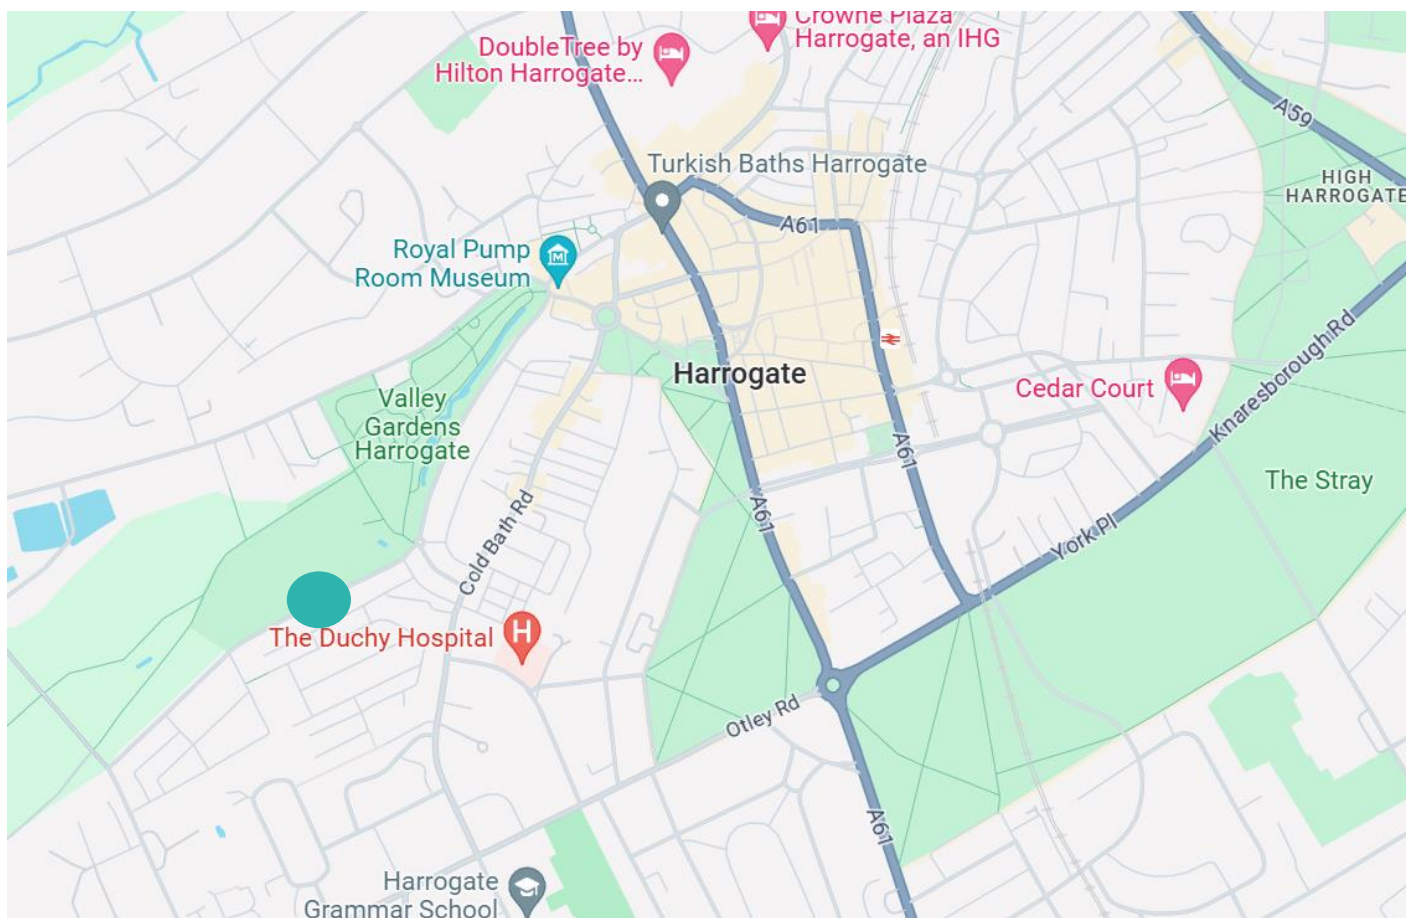 Crowne Plaza
Harrogate, an IHG
DoubleTree by
Hilton Harrogate...
A59
Turkish Baths Harrogate
HIGH
HARROGATE
A61
Royal Pump
Room Museum
Knaresborough Rd
Harrogate
Cedar Court
Valley
Gardens
Harrogate
A61
The Stray
A61
York Pl
Cold Bath Rd
The Duchy Hospital
H
Otley Rd
A61
Harrogate
Grammar School